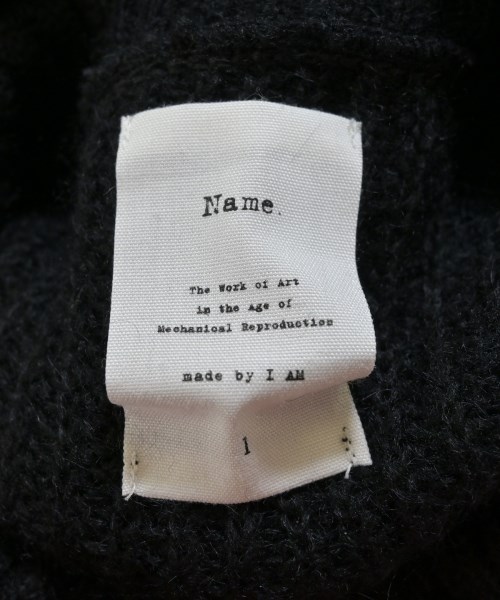 Name.
The Work of Art
in the Age of
Mechanical Reproduction
made by I AM
1